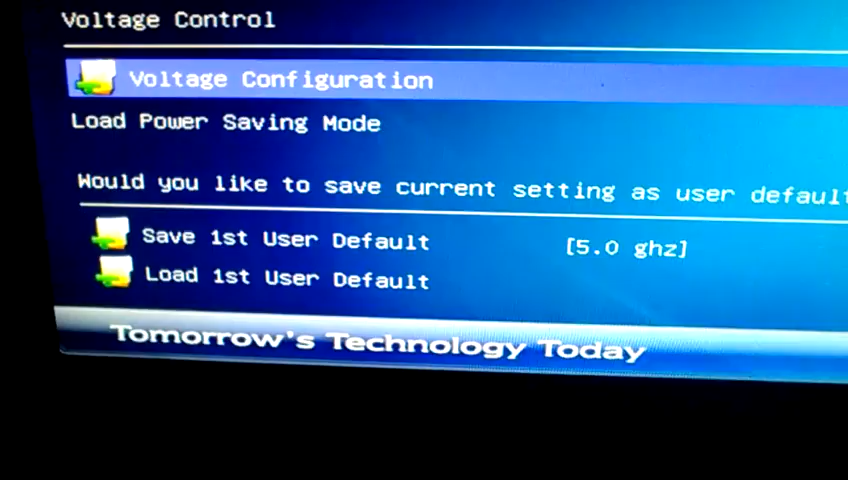 Voltage Control
Voltage Configuration
Load Power Saving Mode
Would you like to save current setting as user default
Save 1st User Default [5.0 ghz]
Load 1st User Default
Tomorrow's Technology Today